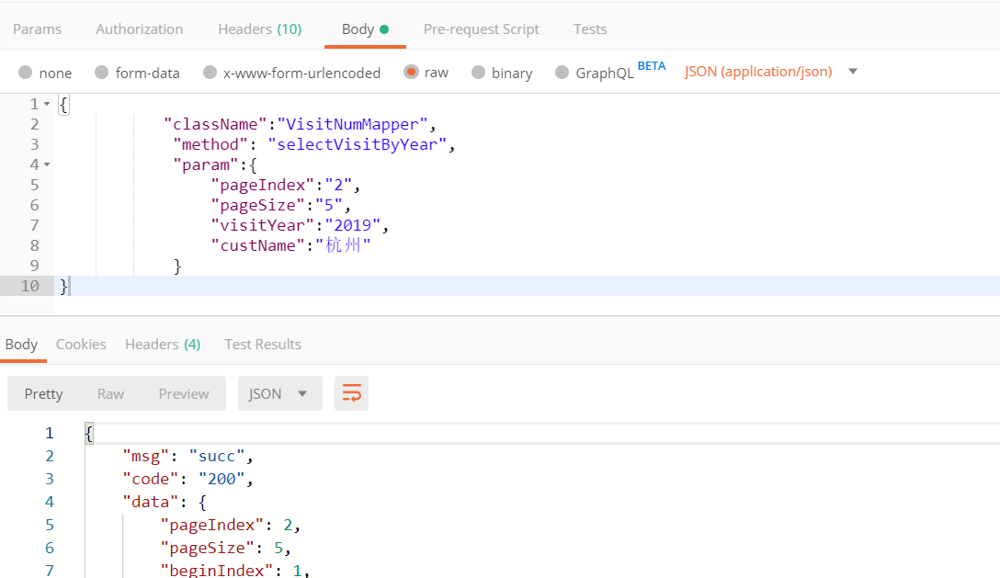 Params Authorization Headers (10) Body Pre-request Script Tests
none form-data x-www-form-urlencoded raw binary GraphQL BETA JSON (application/json)
1 {
2 "className":"VisitNumMapper",
3 "method": "selectVisitByYear",
4 "param":{
5 "pageIndex":"2",
6 "pageSize":"5",
7 "visitYear":"2019",
8 "custName":"杭州"
9 }
10 }
Body Cookies Headers (4) Test Results
Pretty Raw Preview JSON
1 {
2 "msg": "succ",
3 "code": "200",
4 "data": {
5 "pageIndex": 2,
6 "pageSize": 5,
7 "beginIndex": 1,